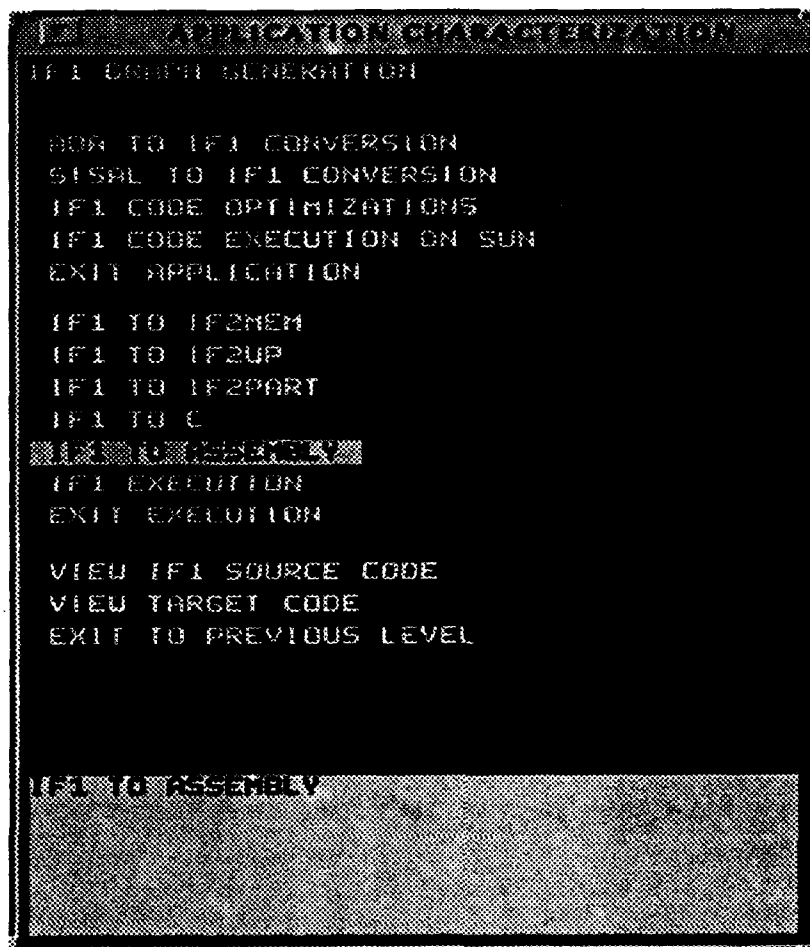 APPLICATION CHARACTERIZATION
IF1 GRAPH GENERATION
ADA TO IF1 CONVERSION
SISAL TO IF1 CONVERSION
IF1 CODE OPTIMIZATIONS
IF1 CODE EXECUTION ON SUN
EXIT APPLICATION
IF1 TO IF2MEM
IF1 TO IF2UP
IF1 TO IF2PART
IF1 TO C
IF1 TO ASSEMBLY
IF1 EXECUTION
EXIT EXECUTION
VIEW IF1 SOURCE CODE
VIEW TARGET CODE
EXIT TO PREVIOUS LEVEL
IF1 TO ASSEMBLY